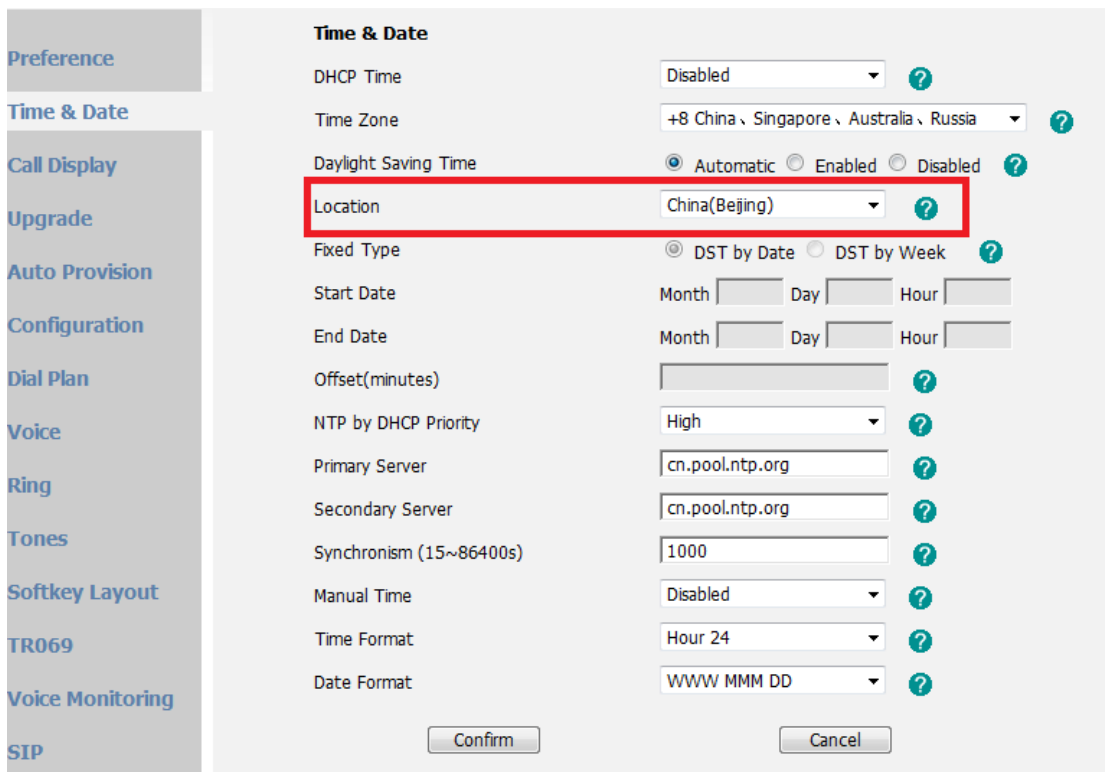 Time & Date
Preference
DHCP Time Disabled ?
Time & Date
Time Zone +8 China、Singapore、Australia、Russia ?
Daylight Saving Time Automatic Enabled Disabled ?
Call Display
Location China(Beijing) ?
Upgrade
Fixed Type DST by Date DST by Week ?
Auto Provision
Start Date Month Day Hour
Configuration
End Date Month Day Hour
Dial Plan
Offset(minutes) ?
Voice
NTP by DHCP Priority High ?
Primary Server cn.pool.ntp.org ?
Ring
Secondary Server cn.pool.ntp.org ?
Tones
Synchronism (15~86400s) 1000 ?
Softkey Layout
Manual Time Disabled ?
TR069
Time Format Hour 24 ?
Voice Monitoring
Date Format WWW MMM DD ?
SIP
Confirm Cancel